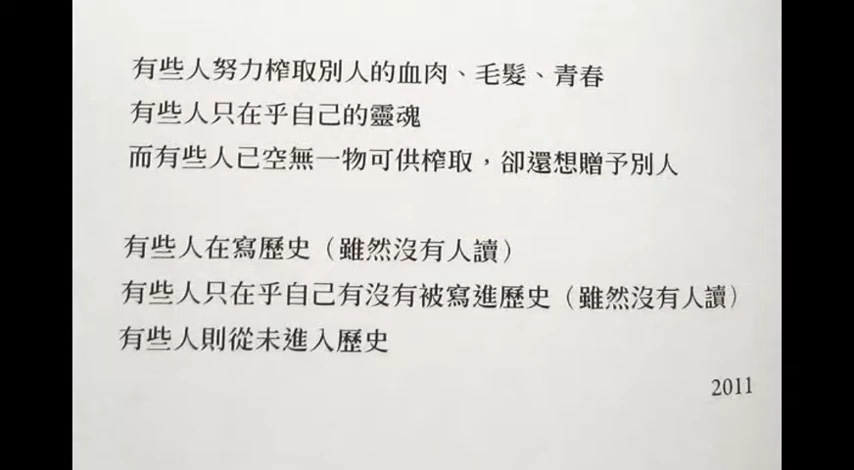 有些人努力榨取別人的血肉、毛髮、青春
有些人只在乎自己的靈魂
而有些人已空無一物可供榨取，卻還想贈予別人
有些人在寫歷史（雖然沒有人讀）
有些人只在乎自己有沒有被寫進歷史（雖然沒有人讀）
有些人則從未進入歷史
2011